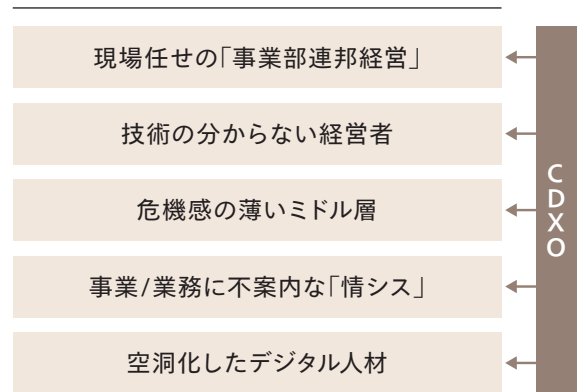 現場任せの「事業部連邦経営」
技術の分からない経営者
危機感の薄いミドル層
事業/業務に不案内な「情シス」
空洞化したデジタル人材
CDXO